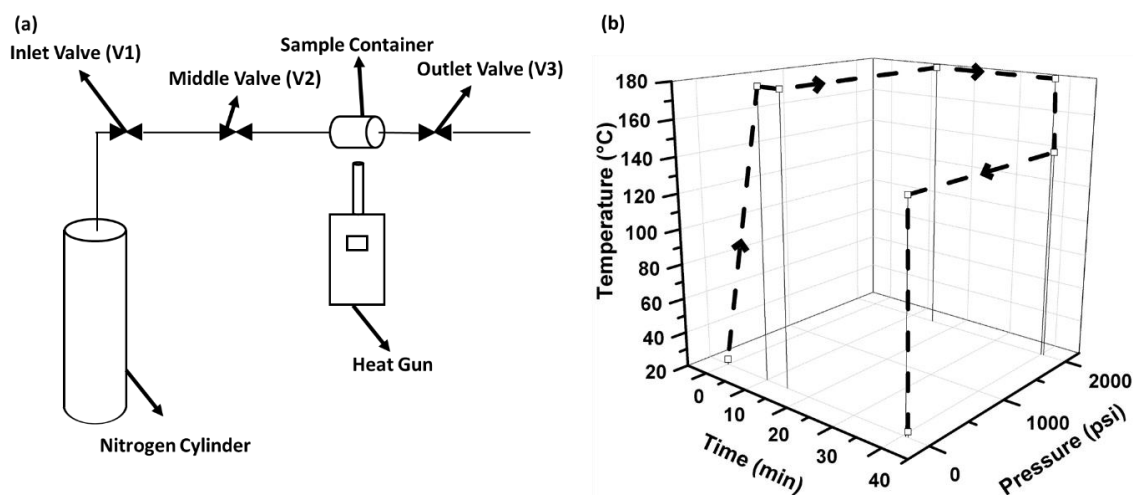 (a)
Inlet Valve (V1)
Middle Valve (V2)
Sample Container
Outlet Valve (V3)
Heat Gun
Nitrogen Cylinder
(b)
Temperature (°C)
180
160
140
120
100
80
60
40
20
0
10
20
30
40
Time (min)
0
1000
2000
Pressure (psi)